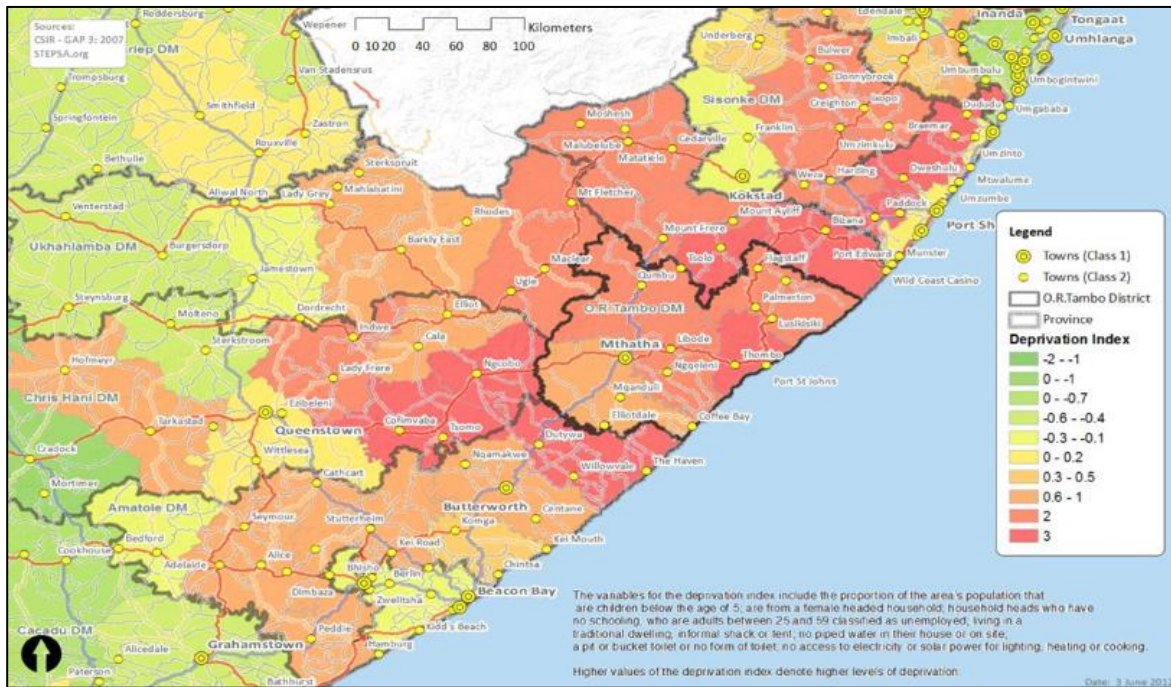 Sources:
CSIR - GAP 3: 2007
STEPSA.org
0 10 20 40 60 80 100
Kilometers
Reddersburg
Wepener
Van Stadensrus
Trompsburg
Smithfield
Springfontein
Zastron
Rouxville
Bethulie
Sterkspruit
Aliwal North
Lady Grey
Mahlahatini
Venterstad
Rhodes
Ukhahlamba DM
Burgersdorp
Barkly East
Jamestown
Maclear
Steynsburg
Ugie
Dordrecht
Elliot
Molteno
Indwe
Sterkstroom
Cala
Hofmeyr
Lady Frere
Ngcobo
Chris Hani DM
Ezibeleni
Tarkastad
Queenstown
Cofimvaba
Tsomo
Cradock
Wittlesea
Mortimer
Cathcart
Nqamakwe
Dutywa
Willowvale
The Haven
Amatole DM
Butterworth
Seymour
Stutterheim
Centane
Bedford
Komga
Kei Mouth
Cookhouse
Kei Road
Adelaide
Alice
Chintsa
Bhisho
Berlin
Dimbaza
Beacon Bay
Zwelitsha
Cacadu DM
Peddie
Kidd's Beach
Grahamstown
Alicedale
Hamburg
Paterson
Bathurst
Underberg
Edendale
Inanda
Tongaat
Imbali
Umhlanga
Bulwer
Donnybrook
Umbumbulu
Umbogintwini
Sisonke DM
Creighton
Ixopo
Dududu
Umgababa
Moshesh
Cedarville
Franklin
Braemar
Malubelube
Matatiele
Umzimkulu
Umzinto
Dweshulu
Weza
Harding
Mtwalume
Kokstad
Mt Fletcher
Umzumbe
Paddock
Mount Ayliff
Bizana
Port Sh
Mount Frere
Munster
Tsolo
Port Edward
Flagstaff
Wild Coast Casino
Qumbu
O.R.Tambo DM
Palmerton
Lusikisiki
Libode
Mthatha
Thombo
Ngqeleni
Port St Johns
Mqanduli
Elliotdale
Coffee Bay
Legend
Towns (Class 1)
Towns (Class 2)
O.R.Tambo District
Province
Deprivation Index
-2 - -1
0 - -1
0 - -0.7
-0.6 - -0.4
-0.3 - -0.1
0 - 0.2
0.3 - 0.5
0.6 - 1
2
3
The variables for the deprivation index include the proportion of the area's population that
are children below the age of 5; are from a female headed household; household heads who have
no schooling, who are adults between 25 and 59 classified as unemployed; living in a
traditional dwelling, informal shack or tent; no piped water in their house or on site;
a pit or bucket toilet or no form of toilet; no access to electricity or solar power for lighting, heating or cooking.
Higher values of the deprivation index denote higher levels of deprivation.
Date: 3 June 201